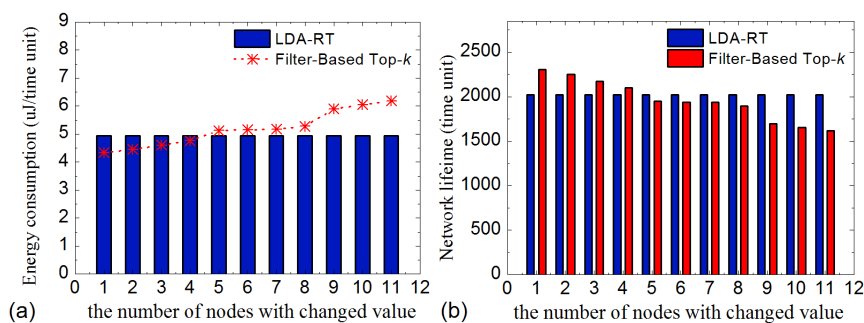 9
8
7
6
5
4
3
2
1
0
Energy consumption (uJ/time unit)
LDA-RT
Filter-Based Top-k
0 1 2 3 4 5 6 7 8 9 10 11 12
the number of nodes with changed value
(a)
2500
2000
1500
1000
500
0
Network lifeime (time unit)
LDA-RT
Filter-Based Top-k
0 1 2 3 4 5 6 7 8 9 10 11 12
the number of nodes with changed value
(b)